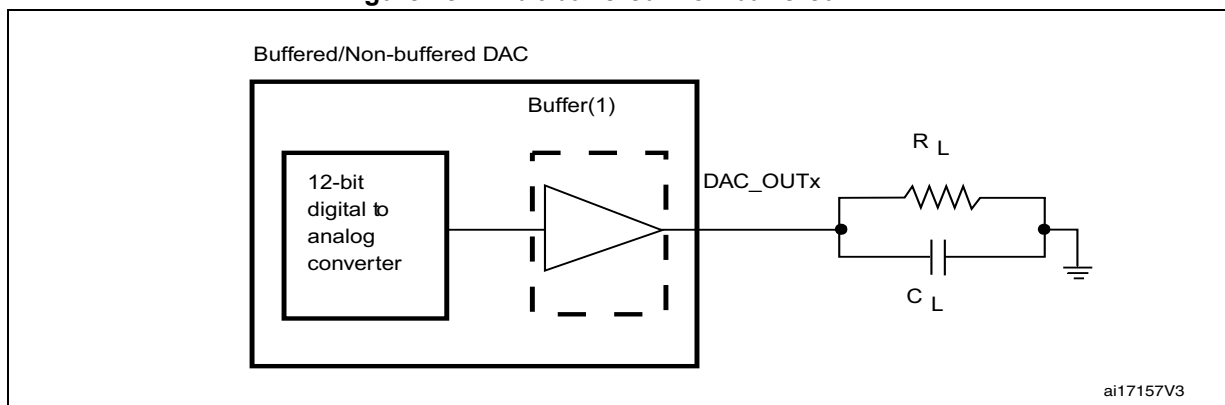 Buffered/Non-buffered DAC
Buffer(1)
12-bit
digital to
analog
converter
DAC_OUTx
R L
C L
ai17157V3